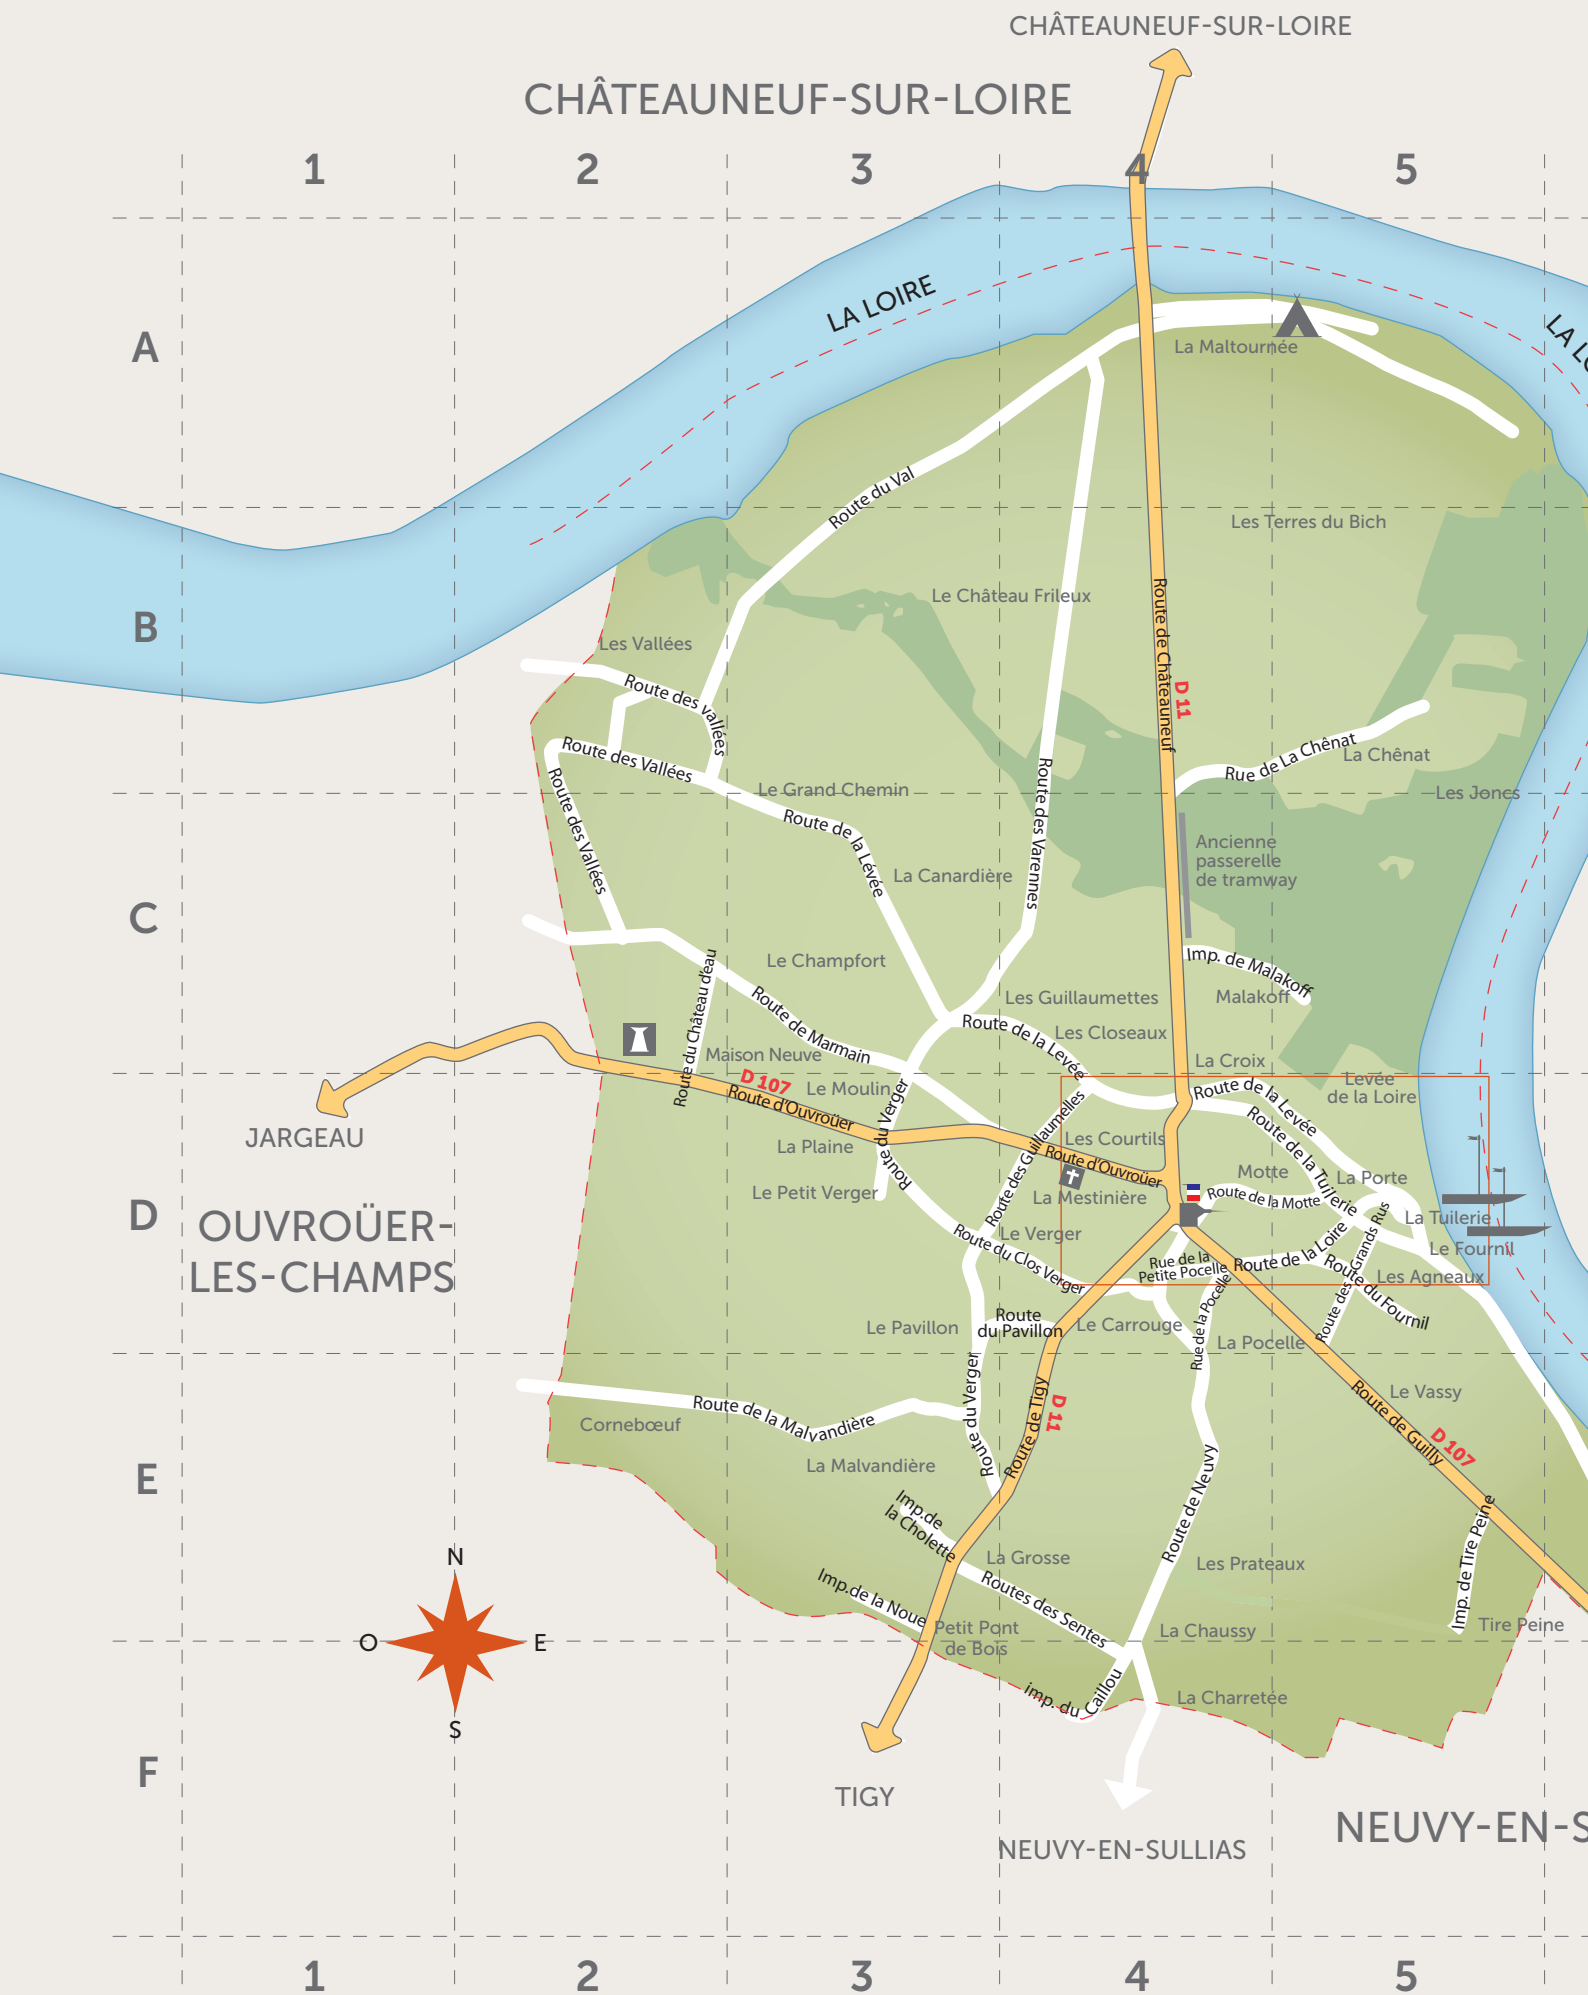 CHÂTEAUNEUF-SUR-LOIRE
CHÂTEAUNEUF-SUR-LOIRE
1
2
3
4
5
A
LA LOIRE
La Maltournée
Route du Val
Les Terres du Bich
B
Le Château Frileux
Les Vallées
Route de Châteauneuf
D 11
Route des vallées
Route des Vallées
Route des Vallées
Rue de La Chênat
La Chênat
Le Grand Chemin
Les Joncs
Route de la Lévée
Route des Varennes
Ancienne
passerelle
de tramway
La Canardière
C
Le Champfort
Imp. de Malakoff
Malakoff
Route du Château d'eau
Route de Marmain
Les Guillaumettes
Route de la Levée
Les Closeaux
Maison Neuve
La Croix
D 107
Le Moulin
Route d'Ouvroüer
Levée
de la Loire
Route de la Levée
JARGEAU
La Plaine
Route du Verger
Route des Guillaumelles
Les Courtils
Route d'Ouvroüer
Route de la Tuilerie
Motte
La Porte
Le Petit Verger
La Mestinière
Route de la Motte
D
OUVROÜER-
LES-CHAMPS
Le Verger
Route du Clos Verger
La Tuilerie
Le Fournil
Rue de la
Petite Pocelle
Route de la Loire
Route des Grands Rus
Route du Fournil
Les Agneaux
Rue de la Pocelle
Route
du Pavillon
Le Pavillon
Le Carrouge
La Pocelle
Route du Verger
Route de Tigy
D 11
Route de la Malvandière
Cornebœuf
La Malvandière
Le Vassy
Route de Guilly
D 107
E
Imp.de
la Cholette
Route de Neuvy
Imp. de Tire Peine
La Grosse
Les Prateaux
Imp.de la Noue
Routes des Sentes
Petit Pont
de Bois
La Chaussy
Tire Peine
N
O
E
S
imp. du Caillou
La Charretée
F
TIGY
NEUVY-EN-S
NEUVY-EN-SULLIAS
1
2
3
4
5